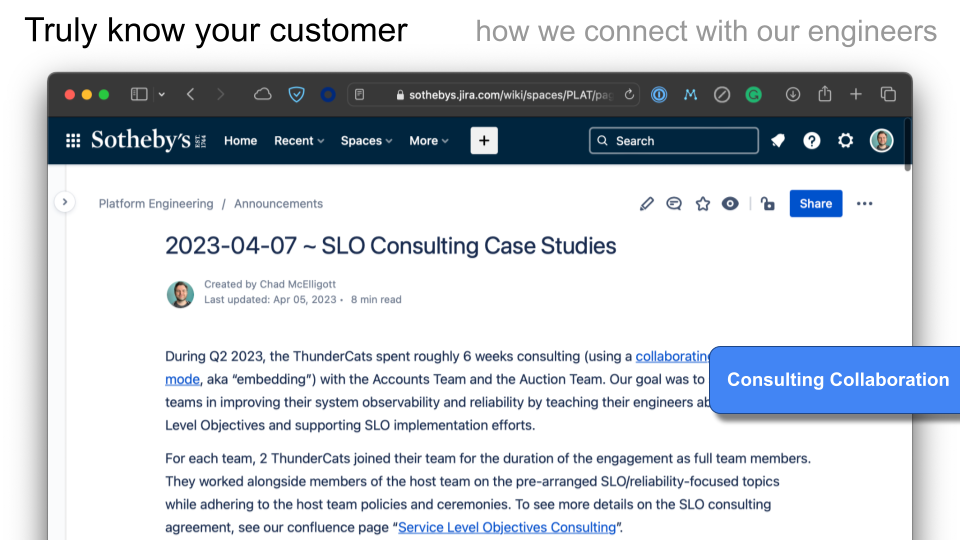 Truly know your customer
how we connect with our engineers
sothebys.jira.com/wiki/spaces/PLAT/pag
Sotheby's EST. 1744
Home Recent Spaces More + Search
Platform Engineering / Announcements
Share
2023-04-07 ~ SLO Consulting Case Studies
Created by Chad McElligott
Last updated: Apr 05, 2023 • 8 min read
During Q2 2023, the ThunderCats spent roughly 6 weeks consulting (using a collaborating
mode, aka “embedding”) with the Accounts Team and the Auction Team. Our goal was to
Consulting Collaboration
teams in improving their system observability and reliability by teaching their engineers
Level Objectives and supporting SLO implementation efforts.
For each team, 2 ThunderCats joined their team for the duration of the engagement as full team members.
They worked alongside members of the host team on the pre-arranged SLO/reliability-focused topics
while adhering to the host team policies and ceremonies. To see more details on the SLO consulting
agreement, see our confluence page “Service Level Objectives Consulting”.